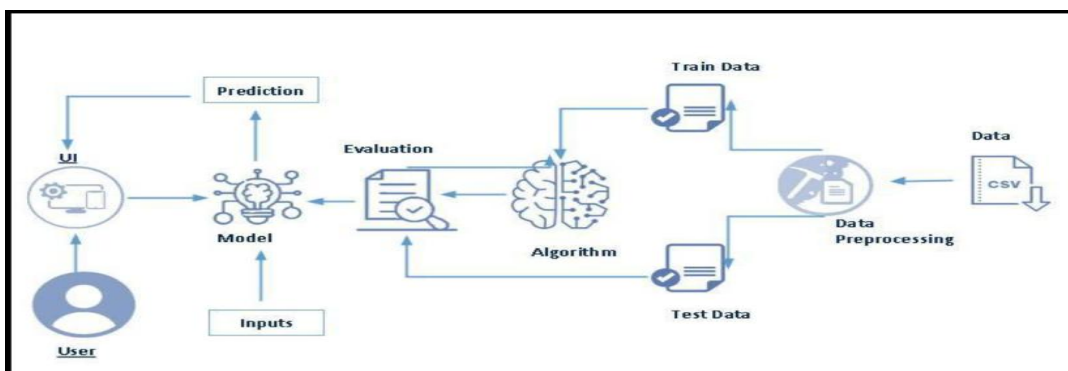 Train Data
Prediction
Data
Evaluation
UI
CSV
Model
Data
Preprocessing
Algorithm
Inputs
Test Data
User